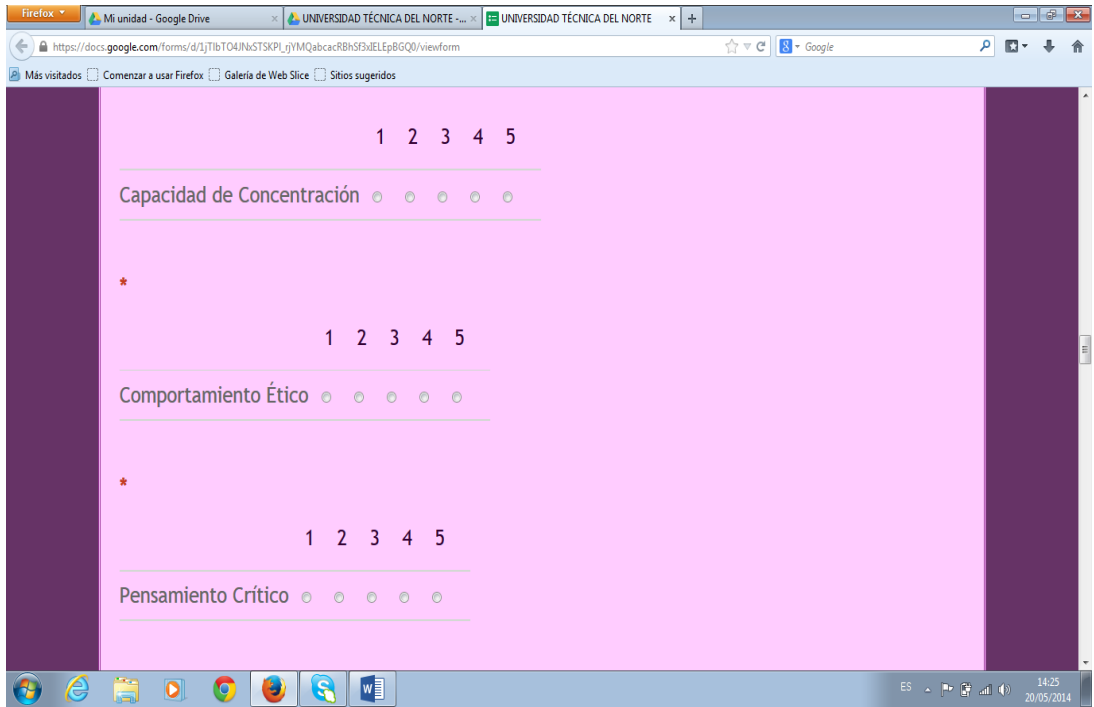 Firefox
Mi unidad - Google Drive
UNIVERSIDAD TÉCNICA DEL NORTE -...
UNIVERSIDAD TÉCNICA DEL NORTE
https://docs.google.com/forms/d/1jTIbTO4JNxSTSKPI_rjYMQabcacRBhSf3xIELEpBGQ0/viewform
Google
Más visitados Comenzar a usar Firefox Galería de Web Slice Sitios sugeridos
1 2 3 4 5
Capacidad de Concentración
*
1 2 3 4 5
Comportamiento Ético
*
1 2 3 4 5
Pensamiento Crítico
ES
14:25
20/05/2014